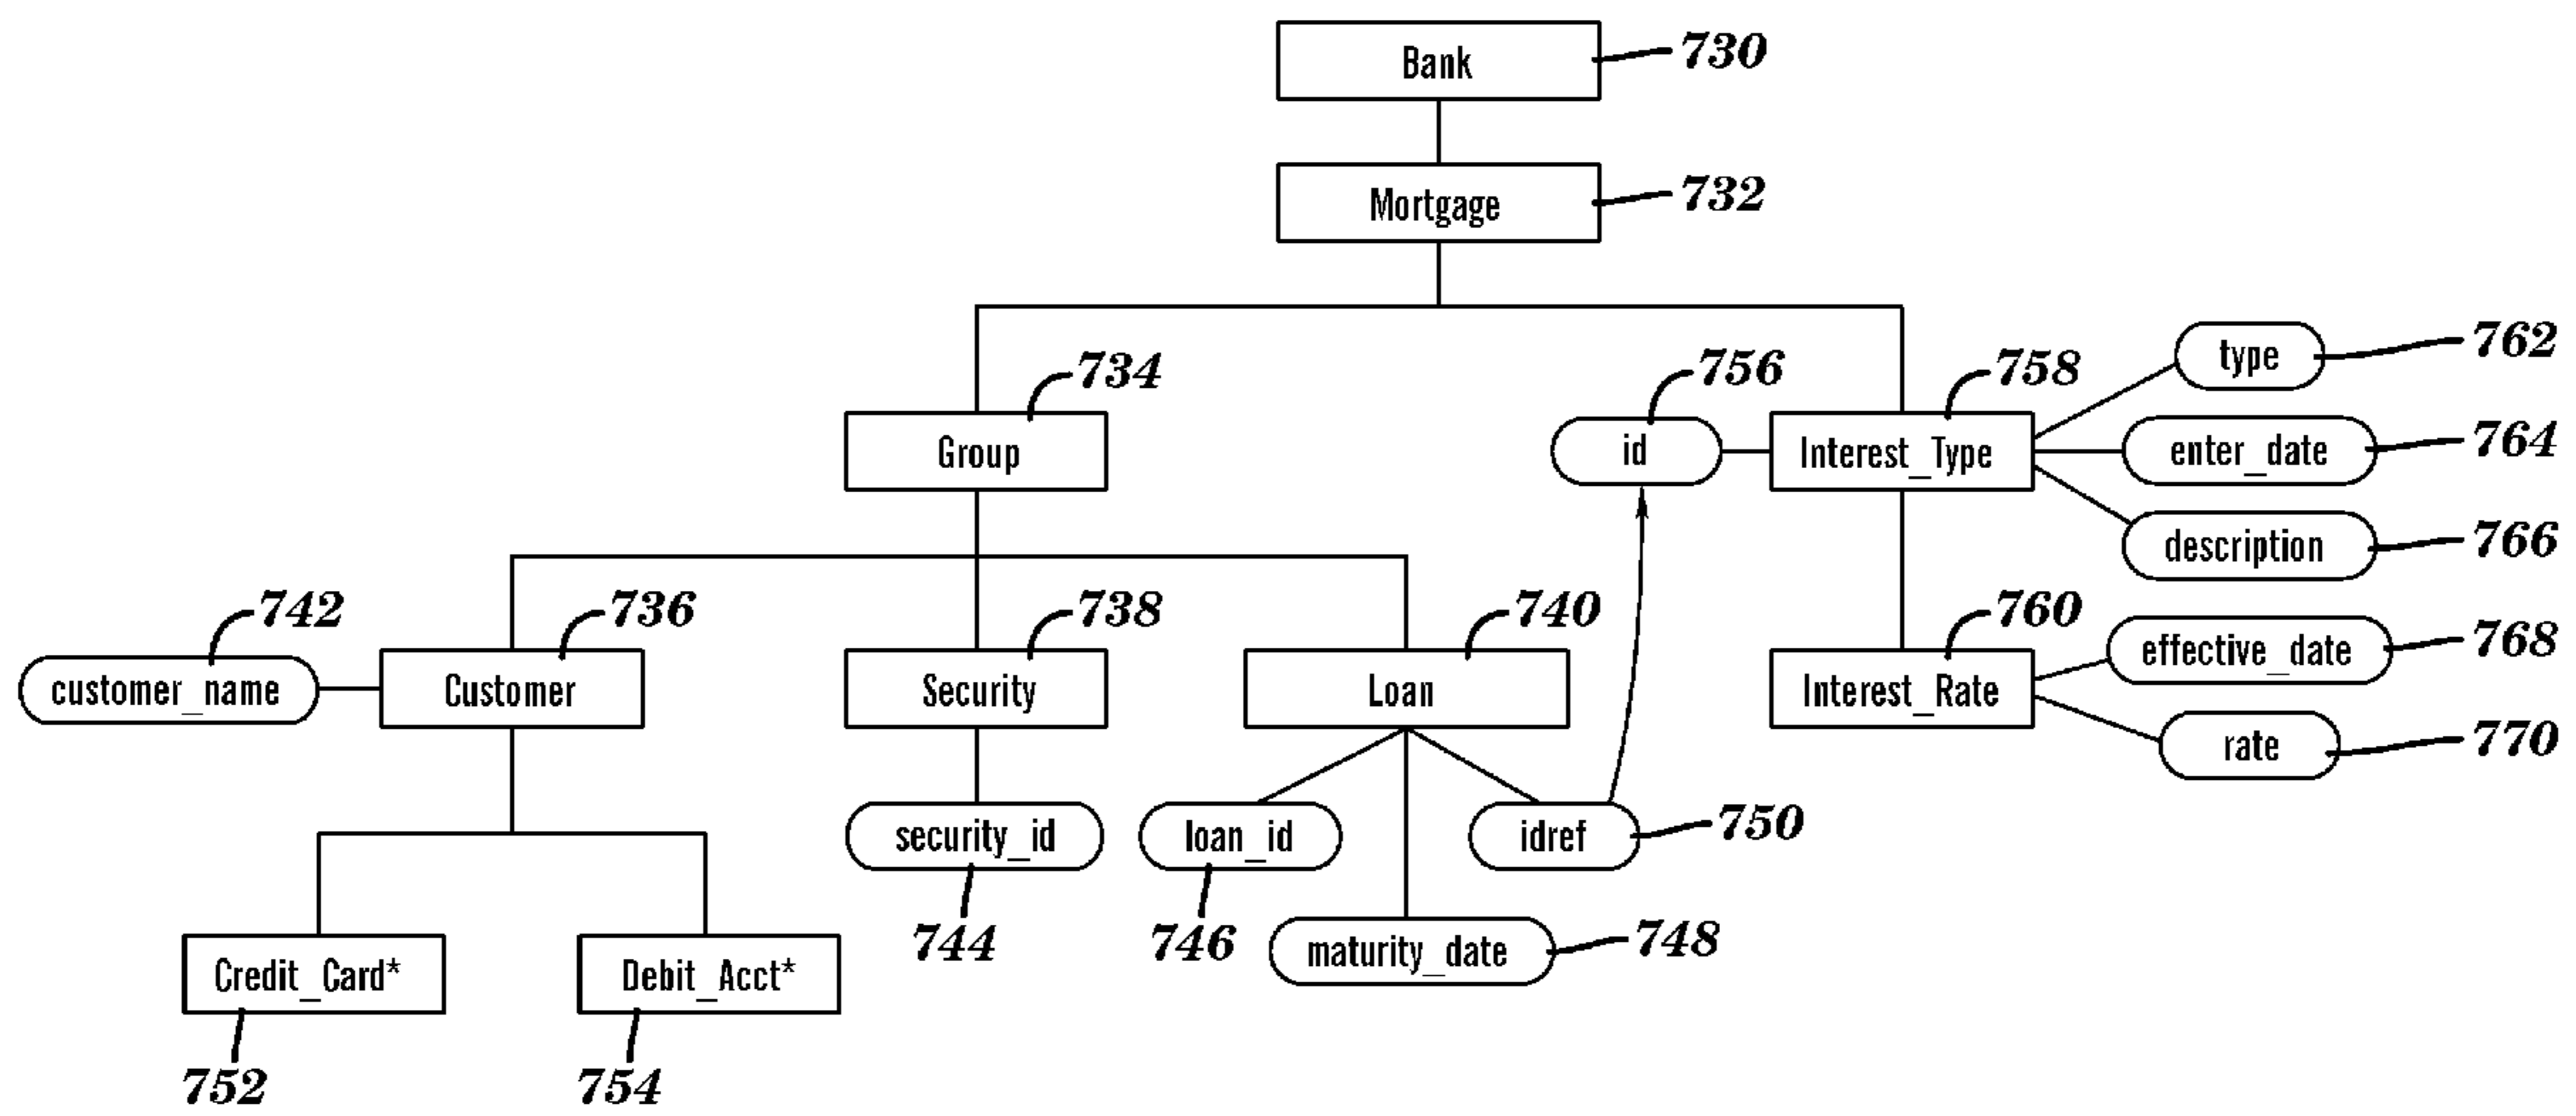 Bank
730
Mortgage
732
734
756
758
762
type
Group
id
Interest_Type
enter_date
764
description
766
742
736
738
740
760
effective_date
768
customer_name
Customer
Security
Loan
Interest_Rate
rate
770
security_id
loan_id
idref
750
744
746
maturity_date
748
Credit_Card*
Debit_Acct*
752
754